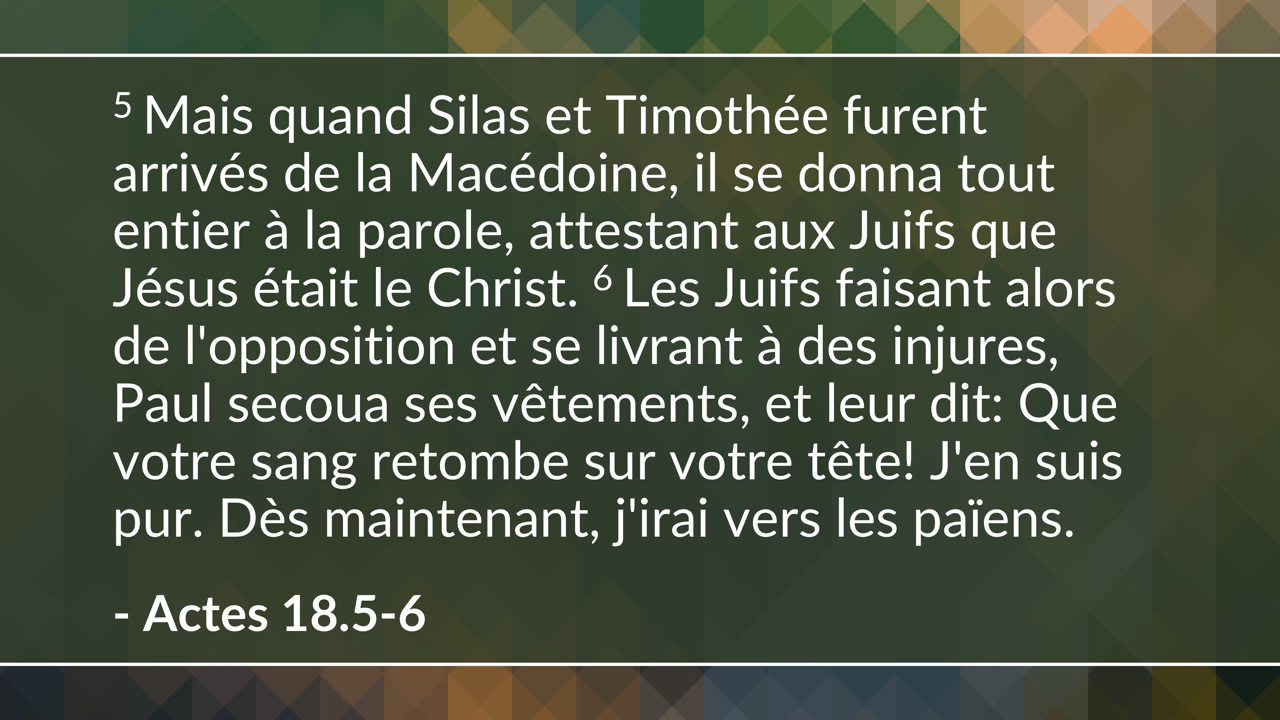 5 Mais quand Silas et Timothée furent
arrivés de la Macédoine, il se donna tout
entier à la parole, attestant aux Juifs que
Jésus était le Christ. 6 Les Juifs faisant alors
de l'opposition et se livrant à des injures,
Paul secoua ses vêtements, et leur dit: Que
votre sang retombe sur votre tête! J'en suis
pur. Dès maintenant, j'irai vers les païens.
- Actes 18.5-6